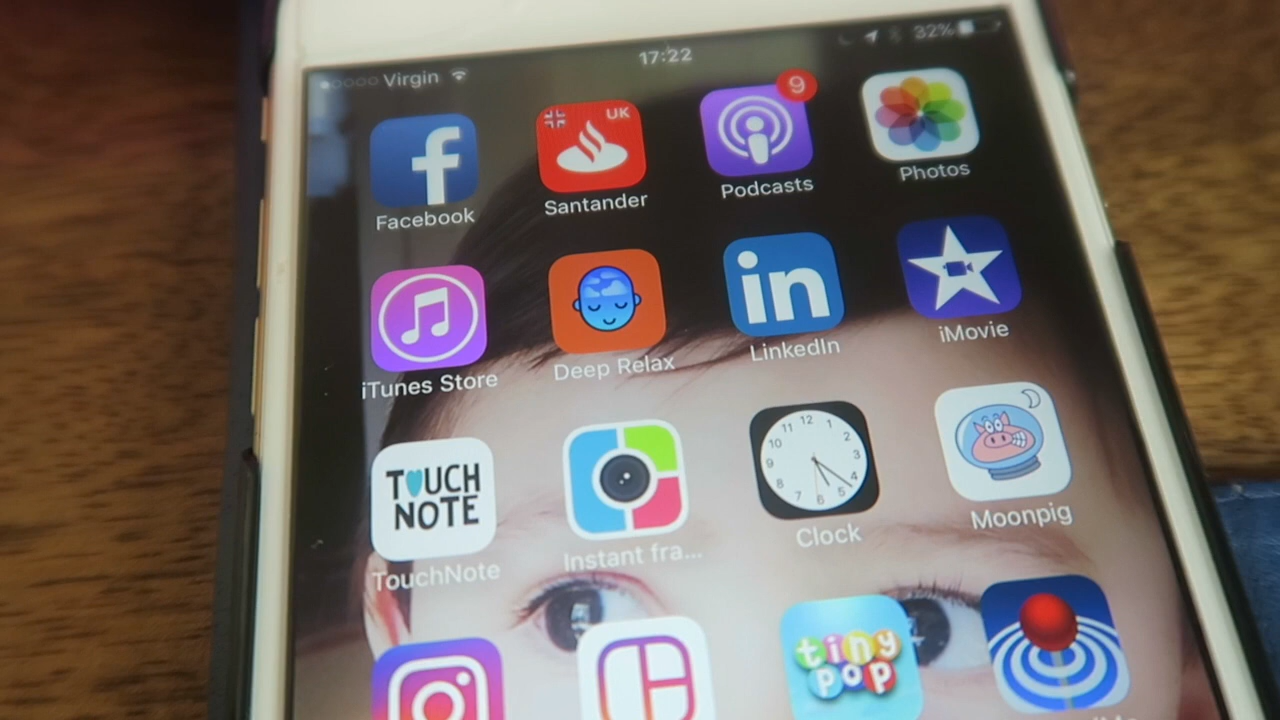 Virgin 17:22 32%
f UK 9
Facebook Santander Podcasts Photos
in
iTunes Store Deep Relax LinkedIn iMovie
TOUCH
NOTE
12 1 2 3 4 5 6 7 8 9 10 11
TouchNote Instant fra... Clock Moonpig
tiny
pop